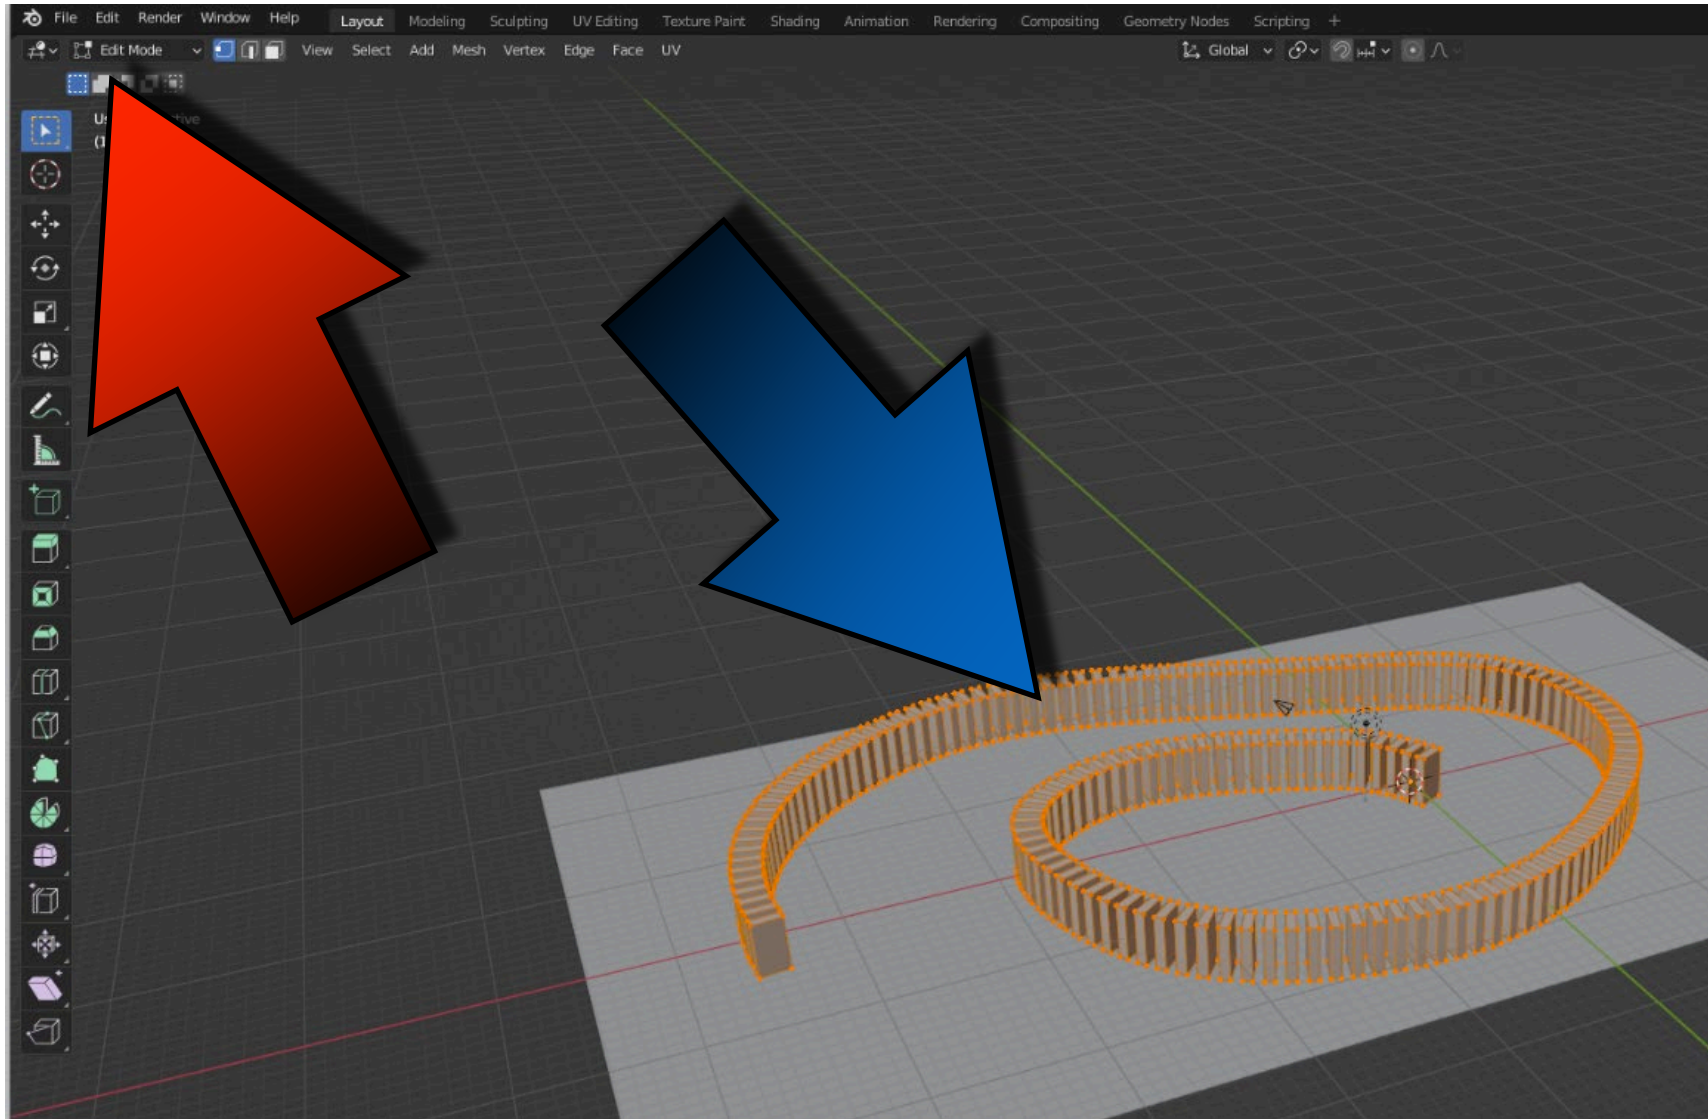 File Edit Render Window Help Layout Modeling Sculpting UV Editing Texture Paint Shading Animation Rendering Compositing Geometry Nodes Scripting +
Edit Mode View Select Add Mesh Vertex Edge Face UV Global